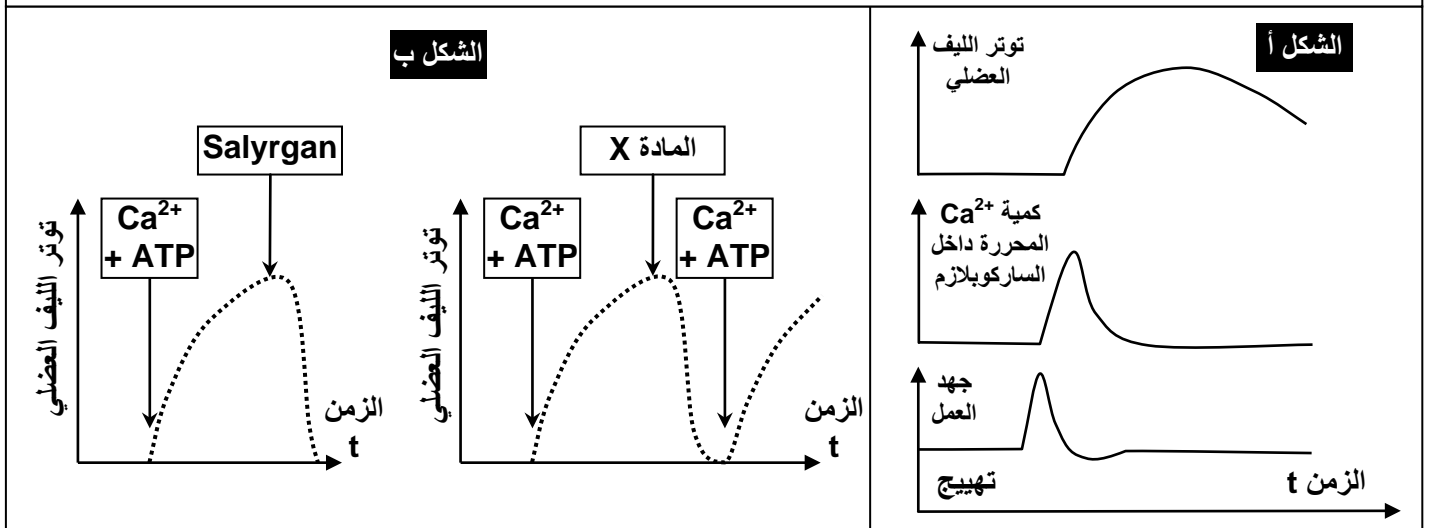 الشكل أ
توتر الليف
العضلي
كمية Ca²⁺
المحررة داخل
الساركوبلازم
جهد
العمل
تهييج
الزمن t
الشكل ب
المادة X
Ca²⁺
+ ATP
Ca²⁺
+ ATP
توتر الليف العضلي
الزمن
t
Salyrgan
Ca²⁺
+ ATP
توتر الليف العضلي
الزمن
t